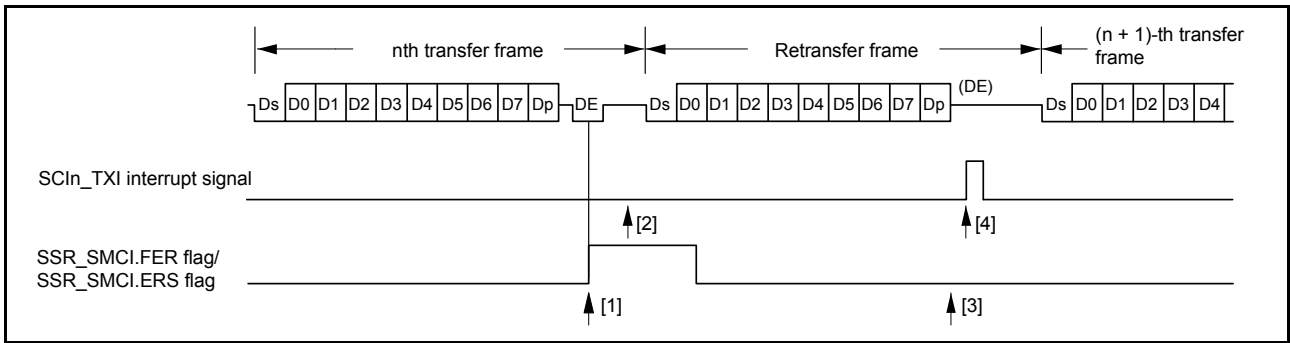 nth transfer frame
Retransfer frame
(n + 1)-th transfer
frame
Ds D0 D1 D2 D3 D4 D5 D6 D7 Dp DE Ds D0 D1 D2 D3 D4 D5 D6 D7 Dp (DE) Ds D0 D1 D2 D3 D4
SCIn_TXI interrupt signal
[2] [4]
SSR_SMCI.FER flag/
SSR_SMCI.ERS flag
[1] [3]